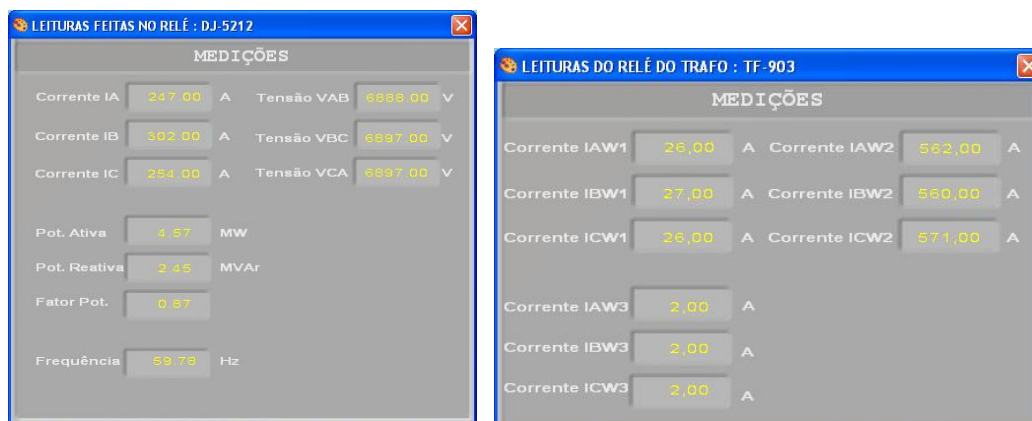 LEITURAS FEITAS NO RELÉ : DJ-5212
MEDIÇÕES
Corrente IA 247.00 A Tensão VAB 6888.00 V
Corrente IB 302.00 A Tensão VBC 6897.00 V
Corrente IC 254.00 A Tensão VCA 6897.00 V
Pot. Ativa 4.57 MW
Pot. Reativa 2.45 MVAr
Fator Pot. 0.87
Frequência 59.78 Hz
LEITURAS DO RELÉ DO TRAFO : TF-903
MEDIÇÕES
Corrente IAW1 26,00 A Corrente IAW2 562,00 A
Corrente IBW1 27,00 A Corrente IBW2 560,00 A
Corrente ICW1 26,00 A Corrente ICW2 571,00 A
Corrente IAW3 2,00 A
Corrente IBW3 2,00 A
Corrente ICW3 2,00 A